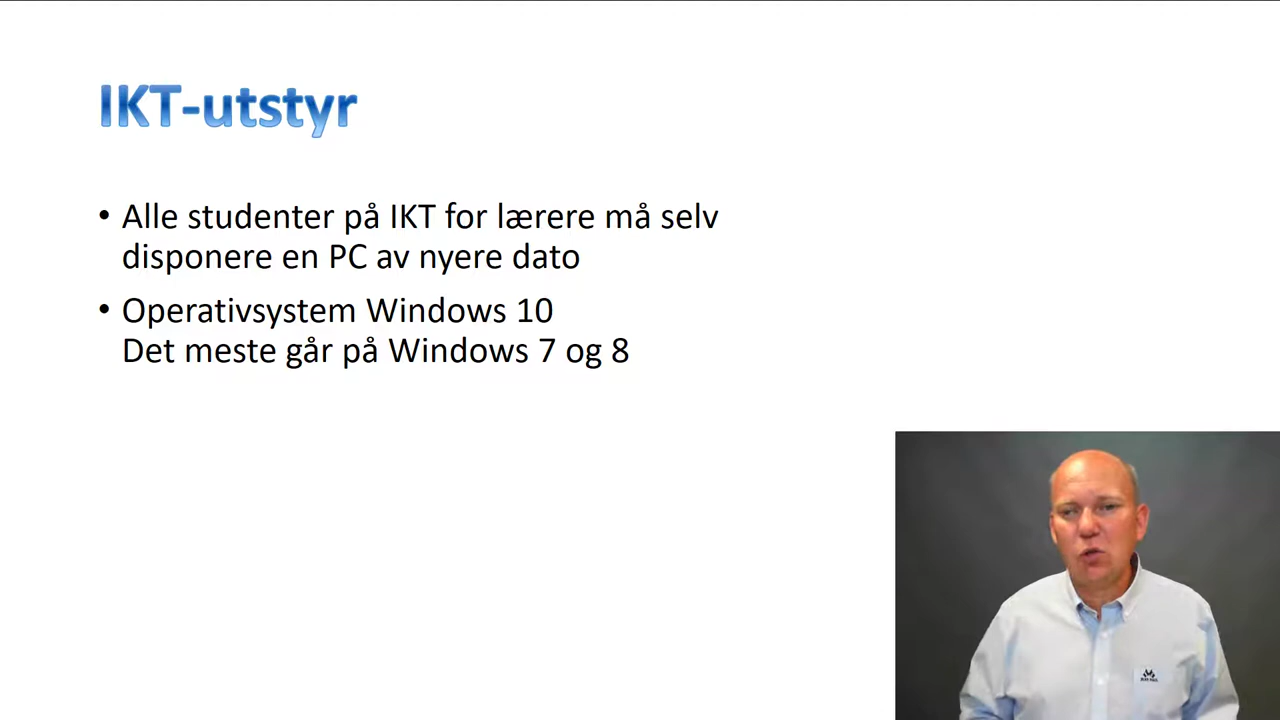 IKT-utstyr
• Alle studenter på IKT for lærere må selv
disponere en PC av nyere dato
• Operativsystem Windows 10
Det meste går på Windows 7 og 8